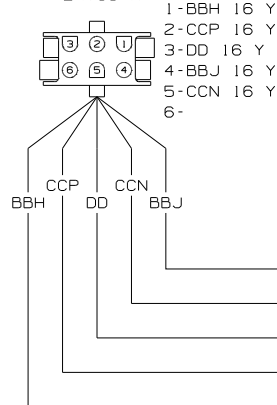 1-BBH 16 Y
2-CCP 16 Y
3-DD 16 Y
4-BBJ 16 Y
5-CCN 16 Y
6-
3 2 1
6 5 4
CCP CCN
BBH DD BBJ